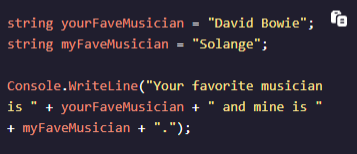 string yourFaveMusician = "David Bowie";
string myFaveMusician = "Solange";

Console.WriteLine("Your favorite musician
is " + yourFaveMusician + " and mine is "
+ myFaveMusician + ".");